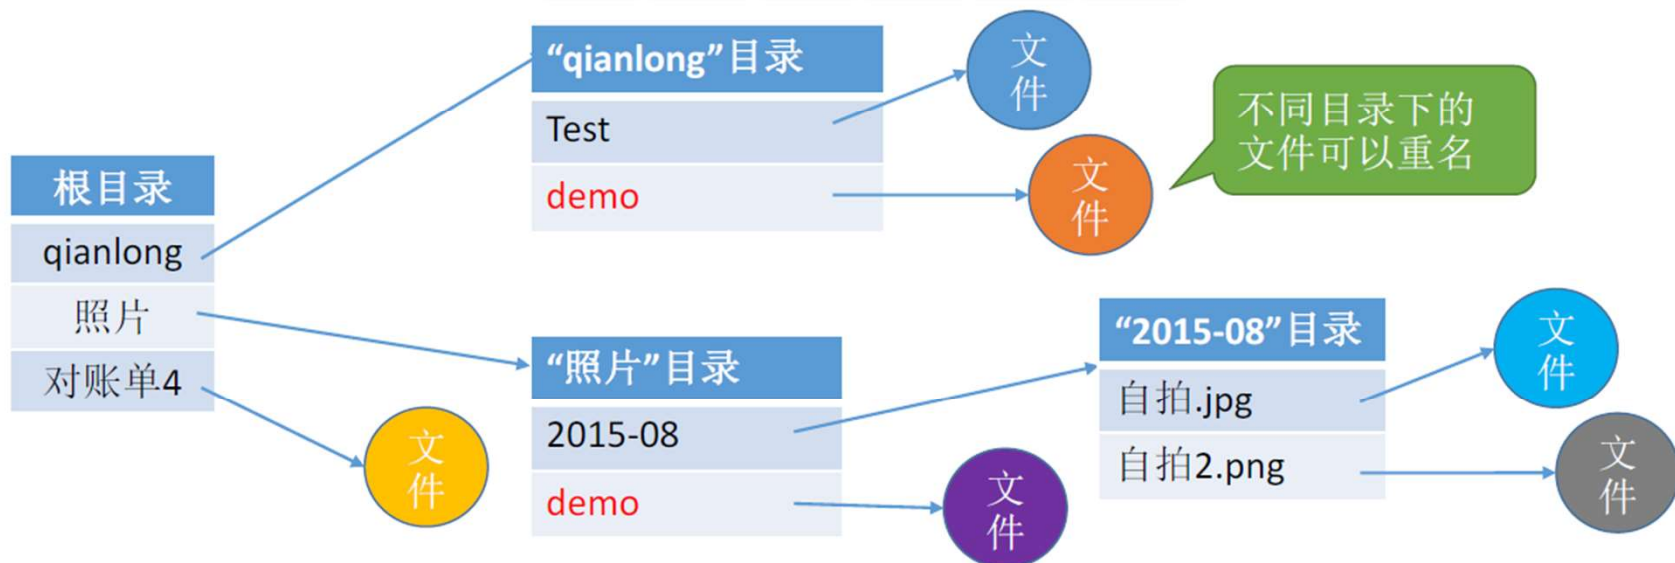 根目录
qianlong
照片
对账单4
文
件
“qianlong”目录
Test
demo
文
件
文
件
不同目录下的
文件可以重名
“照片”目录
2015-08
demo
文
件
“2015-08”目录
自拍.jpg
自拍2.png
文
件
文
件